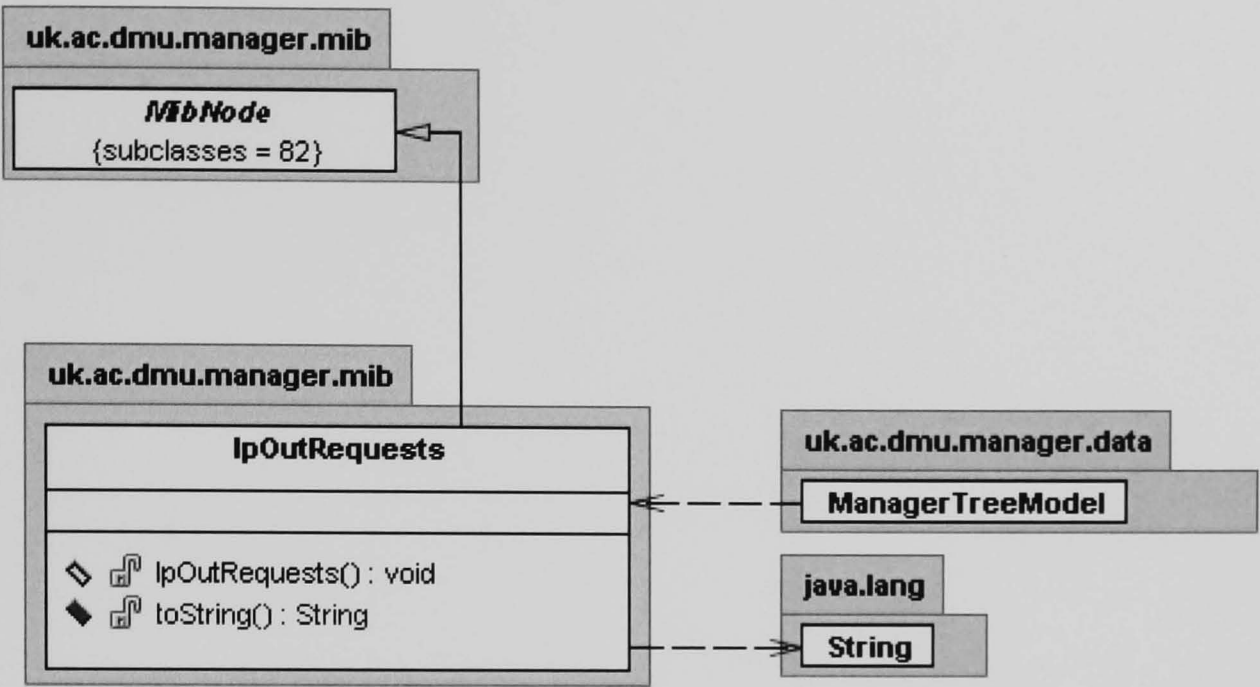 uk.ac.dmu.manager.mib
MibNode
{subclasses = 82}
uk.ac.dmu.manager.mib
IpOutRequests
IpOutRequests() : void
toString() : String
uk.ac.dmu.manager.data
ManagerTreeModel
java.lang
String